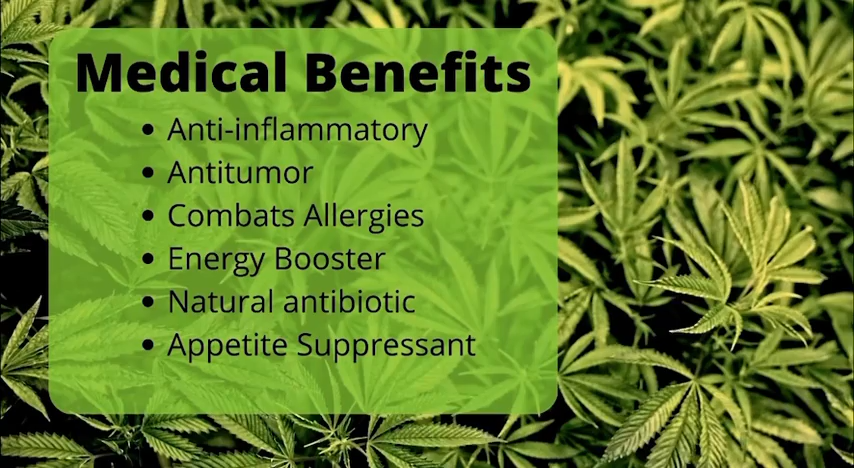 Medical Benefits
• Anti-inflammatory
• Antitumor
• Combats Allergies
• Energy Booster
• Natural antibiotic
• Appetite Suppressant